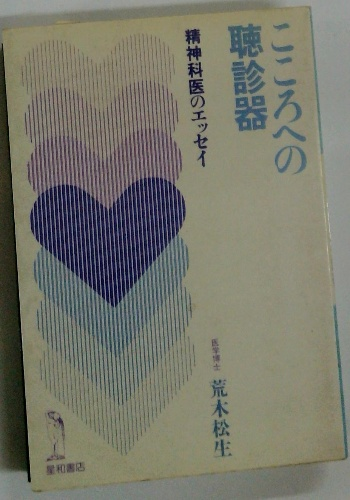 こころへの
聴診器
精神科医のエッセイ
医学博士
荒木松生
星和書店